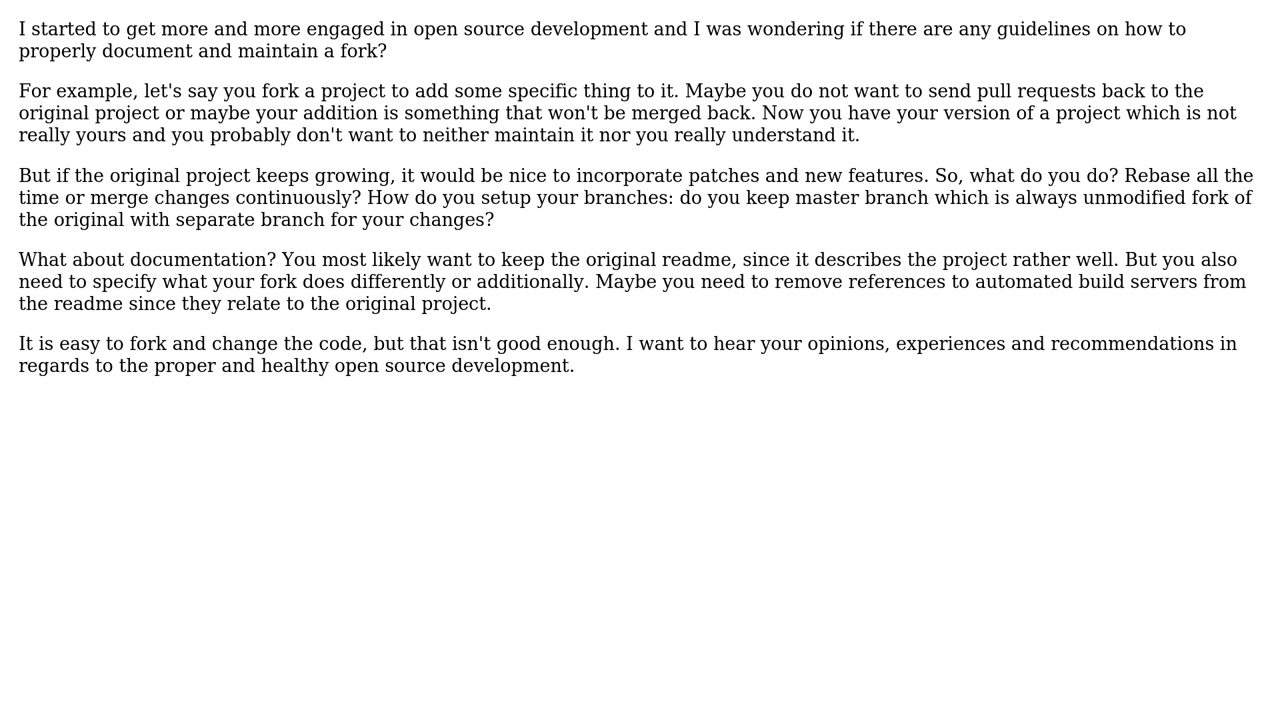 I started to get more and more engaged in open source development and I was wondering if there are any guidelines on how to
properly document and maintain a fork?
For example, let's say you fork a project to add some specific thing to it. Maybe you do not want to send pull requests back to the
original project or maybe your addition is something that won't be merged back. Now you have your version of a project which is not
really yours and you probably don't want to neither maintain it nor you really understand it.
But if the original project keeps growing, it would be nice to incorporate patches and new features. So, what do you do? Rebase all the
time or merge changes continuously? How do you setup your branches: do you keep master branch which is always unmodified fork of
the original with separate branch for your changes?
What about documentation? You most likely want to keep the original readme, since it describes the project rather well. But you also
need to specify what your fork does differently or additionally. Maybe you need to remove references to automated build servers from
the readme since they relate to the original project.
It is easy to fork and change the code, but that isn't good enough. I want to hear your opinions, experiences and recommendations in
regards to the proper and healthy open source development.